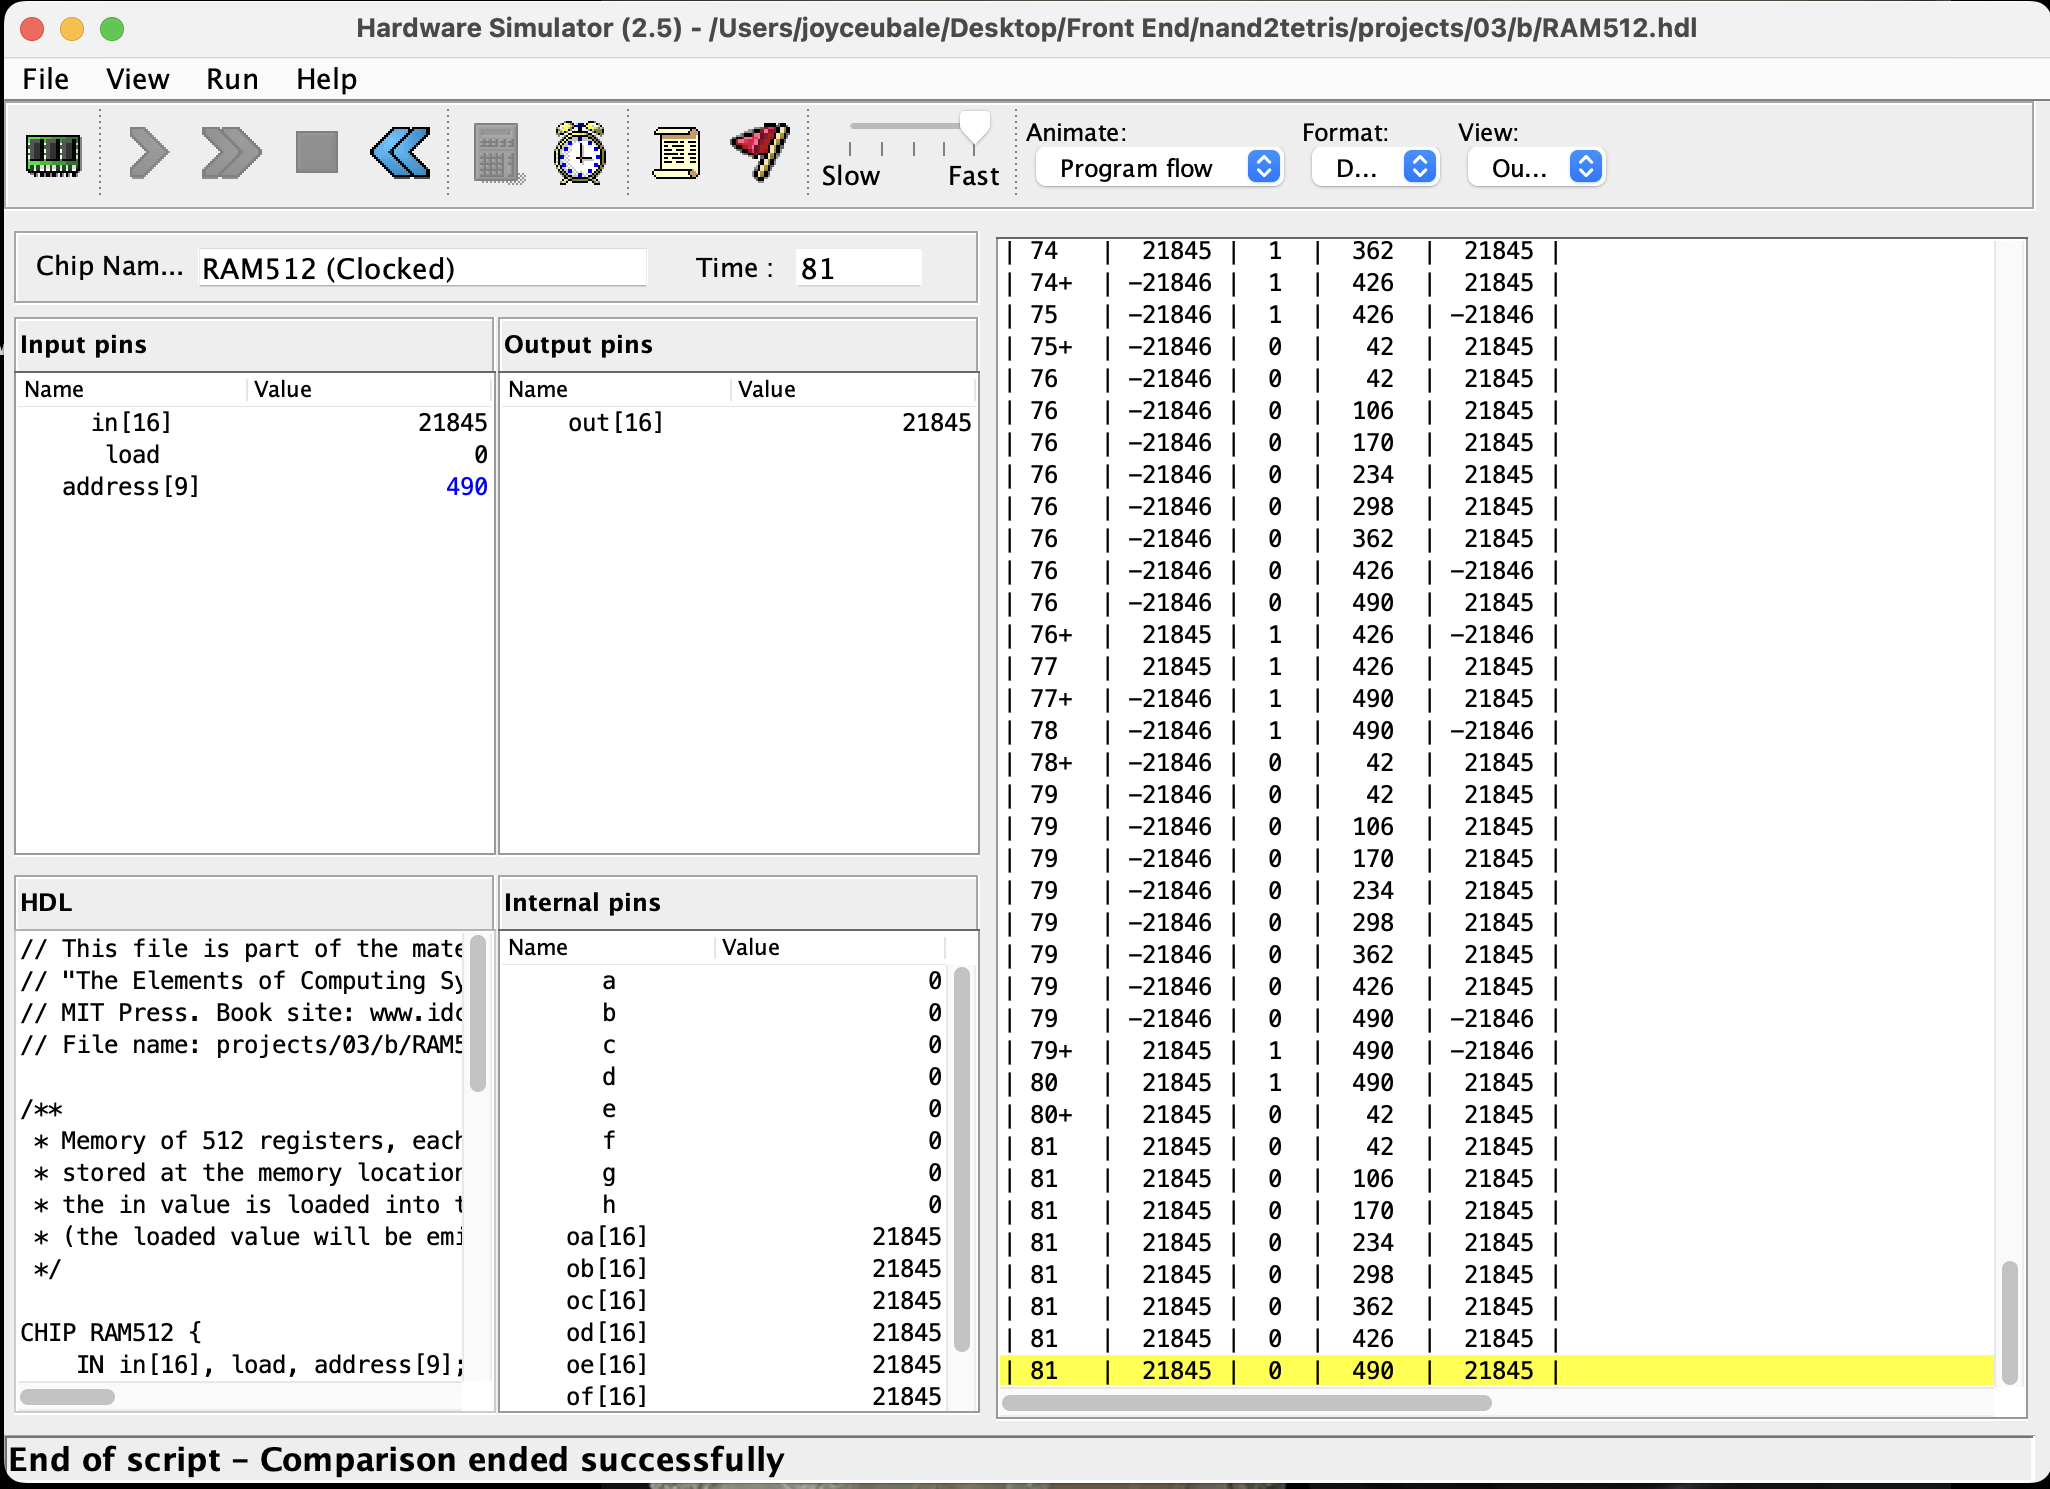 Hardware Simulator (2.5) - /Users/joyceubale/Desktop/Front End/nand2tetris/projects/03/b/RAM512.hdl
File View Run Help
Animate: Format: View:
Slow Fast Program flow D... Ou...
Chip Nam... RAM512 (Clocked) Time : 81
Input pins
Name Value
in[16] 21845
load 0
address[9] 490
Output pins
Name Value
out[16] 21845
HDL
// This file is part of the mate
// "The Elements of Computing Sy
// MIT Press. Book site: www.idc
// File name: projects/03/b/RAM5
/**
* Memory of 512 registers, each
* stored at the memory location
* the in value is loaded into t
* (the loaded value will be emi
*/
CHIP RAM512 {
IN in[16], load, address[9];
Internal pins
Name Value
a 0
b 0
c 0
d 0
e 0
f 0
g 0
h 0
oa[16] 21845
ob[16] 21845
oc[16] 21845
od[16] 21845
oe[16] 21845
of[16] 21845
| 74 | 21845 | 1 | 362 | 21845 |
| 74+ | -21846 | 1 | 426 | 21845 |
| 75 | -21846 | 1 | 426 | -21846 |
| 75+ | -21846 | 0 | 42 | 21845 |
| 76 | -21846 | 0 | 42 | 21845 |
| 76 | -21846 | 0 | 106 | 21845 |
| 76 | -21846 | 0 | 170 | 21845 |
| 76 | -21846 | 0 | 234 | 21845 |
| 76 | -21846 | 0 | 298 | 21845 |
| 76 | -21846 | 0 | 362 | 21845 |
| 76 | -21846 | 0 | 426 | -21846 |
| 76 | -21846 | 0 | 490 | 21845 |
| 76+ | 21845 | 1 | 426 | -21846 |
| 77 | 21845 | 1 | 426 | 21845 |
| 77+ | -21846 | 1 | 490 | 21845 |
| 78 | -21846 | 1 | 490 | -21846 |
| 78+ | -21846 | 0 | 42 | 21845 |
| 79 | -21846 | 0 | 42 | 21845 |
| 79 | -21846 | 0 | 106 | 21845 |
| 79 | -21846 | 0 | 170 | 21845 |
| 79 | -21846 | 0 | 234 | 21845 |
| 79 | -21846 | 0 | 298 | 21845 |
| 79 | -21846 | 0 | 362 | 21845 |
| 79 | -21846 | 0 | 426 | 21845 |
| 79 | -21846 | 0 | 490 | -21846 |
| 79+ | 21845 | 1 | 490 | -21846 |
| 80 | 21845 | 1 | 490 | 21845 |
| 80+ | 21845 | 0 | 42 | 21845 |
| 81 | 21845 | 0 | 42 | 21845 |
| 81 | 21845 | 0 | 106 | 21845 |
| 81 | 21845 | 0 | 170 | 21845 |
| 81 | 21845 | 0 | 234 | 21845 |
| 81 | 21845 | 0 | 298 | 21845 |
| 81 | 21845 | 0 | 362 | 21845 |
| 81 | 21845 | 0 | 426 | 21845 |
| 81 | 21845 | 0 | 490 | 21845 |
End of script - Comparison ended successfully